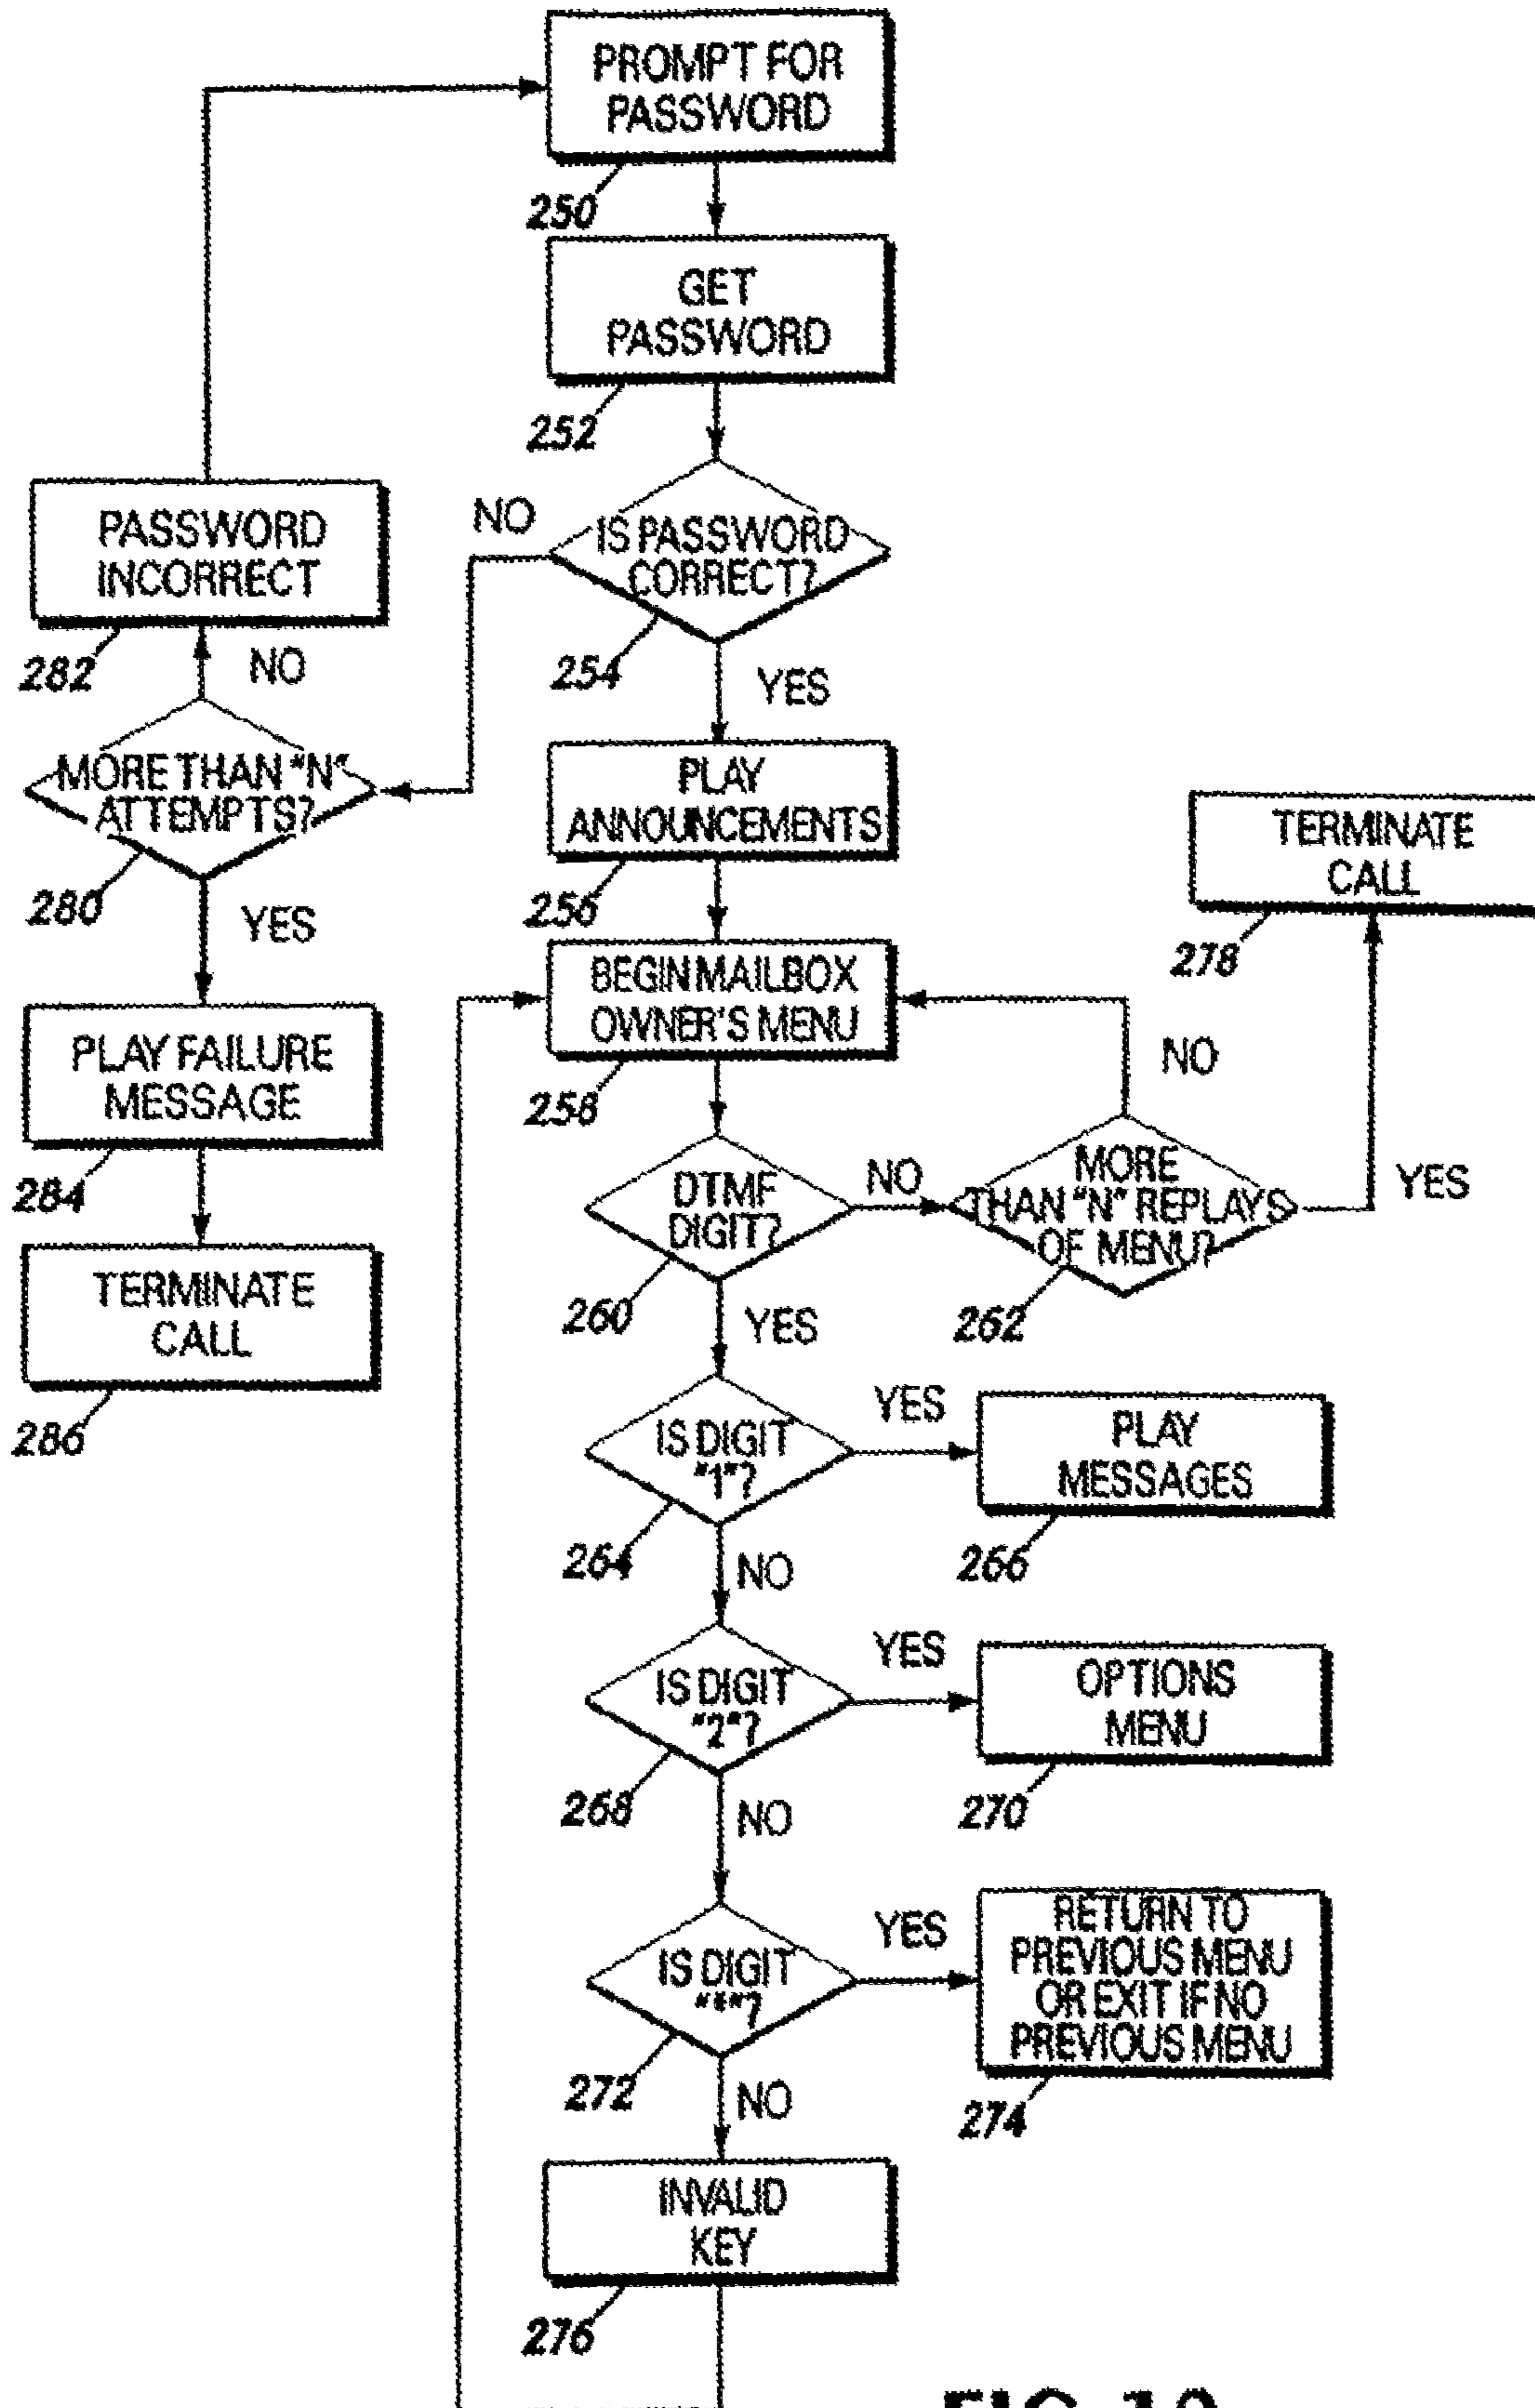 PROMPT FOR
PASSWORD
250
GET
PASSWORD
252
IS PASSWORD
CORRECT?
254
NO
YES
PASSWORD
INCORRECT
282
NO
MORE THAN "N"
ATTEMPTS?
280
YES
PLAY FAILURE
MESSAGE
284
TERMINATE
CALL
286
PLAY
ANNOUNCEMENTS
256
BEGIN MAILBOX
OWNER'S MENU
258
TERMINATE
CALL
278
NO
YES
DTMF
DIGIT?
260
NO
MORE
THAN "N" REPLAYS
OF MENU?
262
YES
IS DIGIT
"1"?
264
YES
PLAY
MESSAGES
266
NO
IS DIGIT
"2"?
268
YES
OPTIONS
MENU
270
NO
IS DIGIT
"*"?
272
YES
RETURN TO
PREVIOUS MENU
OR EXIT IF NO
PREVIOUS MENU
274
NO
INVALID
KEY
276